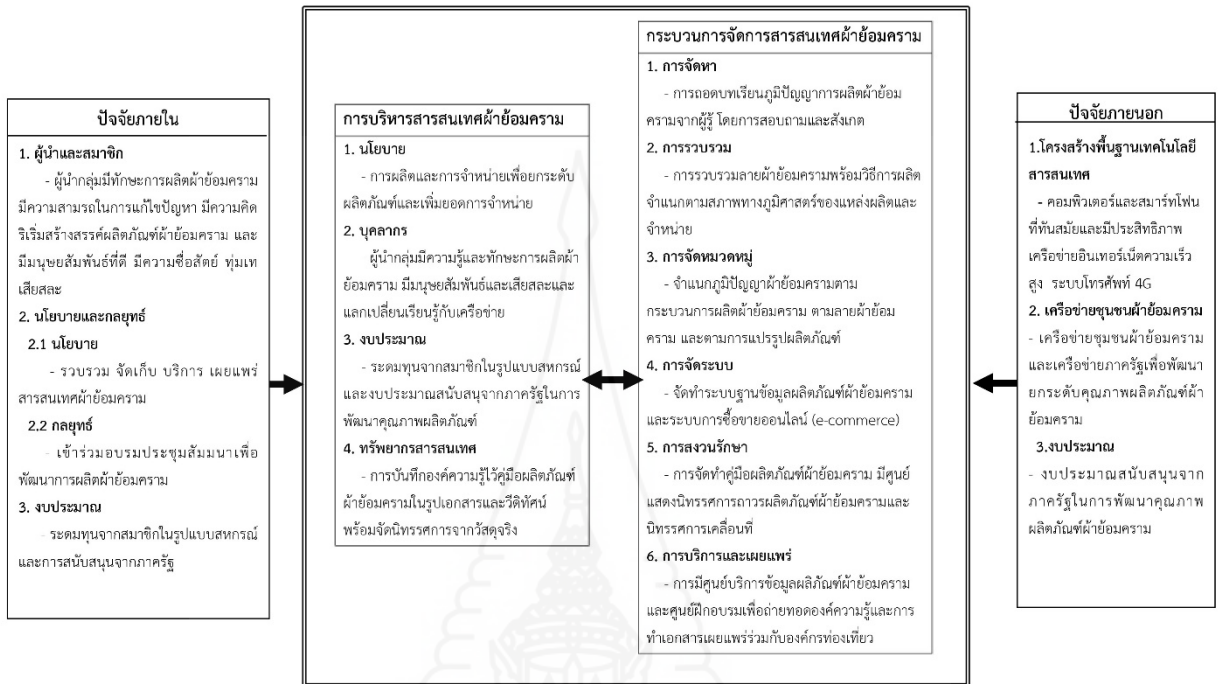 ปัจจัยภายใน
1. ผู้นำและสมาชิก
- ผู้นำกลุ่มมีทักษะการผลิตผ้าย้อมคราม
มีความสามารถในการแก้ไขปัญหา มีความคิด
ริเริ่มสร้างสรรค์ผลิตภัณฑ์ผ้าย้อมคราม และ
มีมนุษยสัมพันธ์ที่ดี มีความซื่อสัตย์ ทุ่มเท
เสียสละ
2. นโยบายและกลยุทธ์
2.1 นโยบาย
- รวบรวม จัดเก็บ บริการ เผยแพร่
สารสนเทศผ้าย้อมคราม
2.2 กลยุทธ์
- เข้าร่วมอบรมประชุมสัมมนาเพื่อ
พัฒนาการผลิตผ้าย้อมคราม
3. งบประมาณ
- ระดมทุนจากสมาชิกในรูปแบบสหกรณ์
และการสนับสนุนจากภาครัฐ
การบริหารสารสนเทศผ้าย้อมคราม
1. นโยบาย
- การผลิตและการจำหน่ายเพื่อยกระดับ
ผลิตภัณฑ์และเพิ่มยอดการจำหน่าย
2. บุคลากร
ผู้นำกลุ่มมีความรู้และทักษะการผลิตผ้า
ย้อมคราม มีมนุษยสัมพันธ์และเสียสละและ
แลกเปลี่ยนเรียนรู้กับเครือข่าย
3. งบประมาณ
- ระดมทุนจากสมาชิกในรูปแบบสหกรณ์
และงบประมาณสนับสนุนจากภาครัฐในการ
พัฒนาคุณภาพผลิตภัณฑ์
4. ทรัพยากรสารสนเทศ
- การบันทึกองค์ความรู้ไว้คู่มือผลิตภัณฑ์
ผ้าย้อมครามในรูปเอกสารและวีดิทัศน์
พร้อมจัดนิทรรศการจากวัสดุจริง
กระบวนการจัดการสารสนเทศผ้าย้อมคราม
1. การจัดหา
- การถอดบทเรียนภูมิปัญญาการผลิตผ้าย้อม
ครามจากผู้รู้ โดยการสอบถามและสังเกต
2. การรวบรวม
- การรวบรวมลายผ้าย้อมครามพร้อมวิธีการผลิต
จำแนกตามสภาพทางภูมิศาสตร์ของแหล่งผลิตและ
จำหน่าย
3. การจัดหมวดหมู่
- จำแนกภูมิปัญญาผ้าย้อมครามตาม
กระบวนการผลิตผ้าย้อมคราม ตามลายผ้าย้อม
คราม และตามการแปรรูปผลิตภัณฑ์
4. การจัดระบบ
- จัดทำระบบฐานข้อมูลผลิตภัณฑ์ผ้าย้อมคราม
และระบบการซื้อขายออนไลน์ (e-commerce)
5. การสงวนรักษา
- การจัดทำคู่มือผลิตภัณฑ์ผ้าย้อมคราม มีศูนย์
แสดงนิทรรศการถาวรผลิตภัณฑ์ผ้าย้อมครามและ
นิทรรศการเคลื่อนที่
6. การบริการและเผยแพร่
- การมีศูนย์บริการข้อมูลผลิภัณฑ์ผ้าย้อมคราม
และศูนย์ฝึกอบรมเพื่อถ่ายทอดองค์ความรู้และการ
ทำเอกสารเผยแพร่ร่วมกับองค์กรท่องเที่ยว
ปัจจัยภายนอก
1.โครงสร้างพื้นฐานเทคโนโลยี
สารสนเทศ
- คอมพิวเตอร์และสมาร์ทโฟน
ที่ทันสมัยและมีประสิทธิภาพ
เครือข่ายอินเทอร์เน็ตความเร็ว
สูง ระบบโทรศัพท์ 4G
2. เครือข่ายชุนชนผ้าย้อมคราม
- เครือข่ายชุมชนผ้าย้อมคราม
และเครือข่ายภาครัฐเพื่อพัฒนา
ยกระดับคุณภาพผลิตภัณฑ์ผ้า
ย้อมคราม
3.งบประมาณ
- งบประมาณสนับสนุนจาก
ภาครัฐในการพัฒนาคุณภาพ
ผลิตภัณฑ์ผ้าย้อมคราม